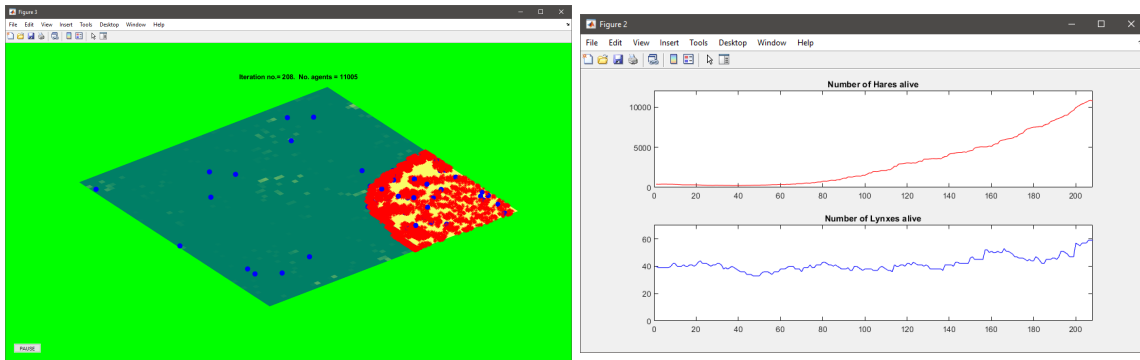 Figure 1
File Edit View Insert Tools Desktop Window Help
Iteration no.= 208. No. agents = 11005
PAUSE
Figure 2
File Edit View Insert Tools Desktop Window Help
Number of Hares alive
10000
5000
0
0 20 40 60 80 100 120 140 160 180 200
Number of Lynxes alive
60
40
20
0
0 20 40 60 80 100 120 140 160 180 200